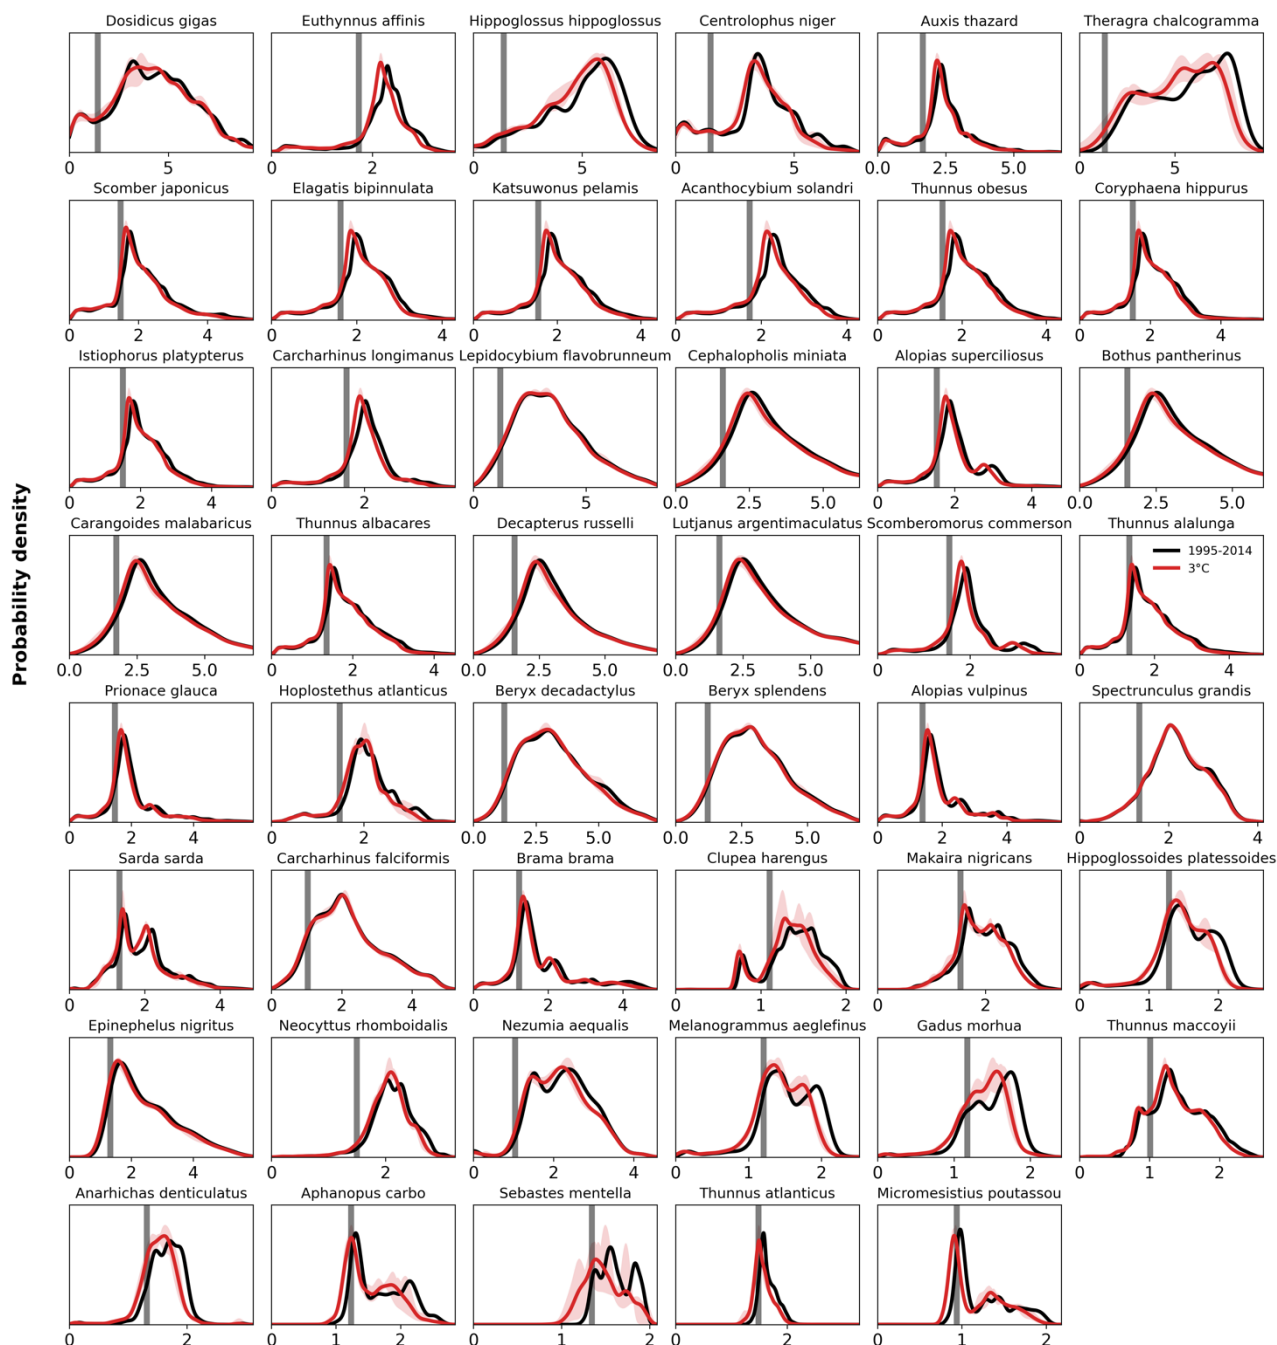 Dosidicus gigas Euthynnus affinis Hippoglossus hippoglossus Centrolophus niger Auxis thazard Theragra chalcogramma
0 5 2 0 5 5 0.0 2.5 5.0 5
Scomber japonicus Elagatis bipinnulata Katsuwonus pelamis Acanthocybium solandri Thunnus obesus Coryphaena hippurus
0 2 4 2 4 0 2 4 2 4 0 2 4 0 2 4
Istiophorus platypterus Carcharhinus longimanus Lepidocybium flavobrunneum Cephalopholis miniata Alopias superciliosus Bothus pantherinus
0 2 4 0 2 4 0 5 0.0 2.5 5.0 0 2 4 0.0 2.5 5.0
Probability density
Carangoides malabaricus Thunnus albacares Decapterus russelli Lutjanus argentimaculatus Scomberomorus commerson Thunnus alalunga
1995-2014
3°C
0.0 2.5 5.0 0 2 4 0.0 2.5 5.0 0.0 2.5 5.0 0 2 0 2 4
Prionace glauca Hoplostethus atlanticus Beryx decadactylus Beryx splendens Alopias vulpinus Spectrunculus grandis
0 2 4 0 2 0.0 2.5 5.0 0.0 2.5 5.0 0 2 4 0 2 4
Sarda sarda Carcharhinus falciformis Brama brama Clupea harengus Makaira nigricans Hippoglossoides platessoides
0 2 4 0 2 4 0 2 4 0 1 2 0 2 0 1 2
Epinephelus nigritus Neocyttus rhomboidalis Nezumia aequalis Melanogrammus aeglefinus Gadus morhua Thunnus maccoyii
0 2 4 0 2 2 4 0 1 2 0 1 2 0 1 2
Anarhichas denticulatus Aphanopus carbo Sebastes mentella Thunnus atlanticus Micromesistius poutassou
0 2 0 1 2 0 1 2 0 2 0 1 2